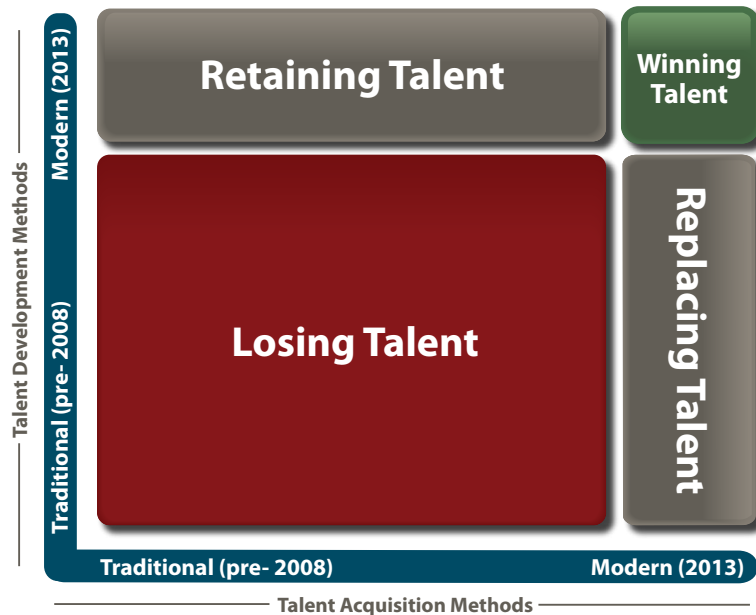 Talent Development Methods
Modern (2013)
Traditional (pre- 2008)
Retaining Talent
Winning
Talent
Losing Talent
Replacing Talent
Traditional (pre- 2008)
Modern (2013)
Talent Acquisition Methods